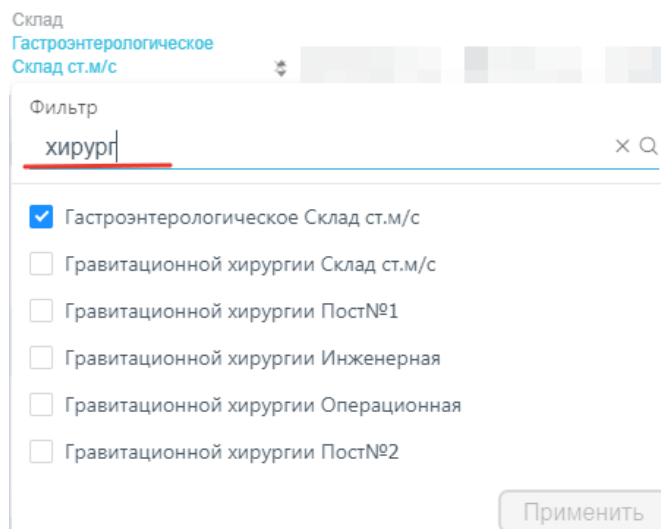 Склад
Гастроэнтерологическое
Склад ст.м/с
Фильтр
хирург
Гастроэнтерологическое Склад ст.м/с
Гравитационной хирургии Склад ст.м/с
Гравитационной хирургии Пост№1
Гравитационной хирургии Инженерная
Гравитационной хирургии Операционная
Гравитационной хирургии Пост№2
Применить